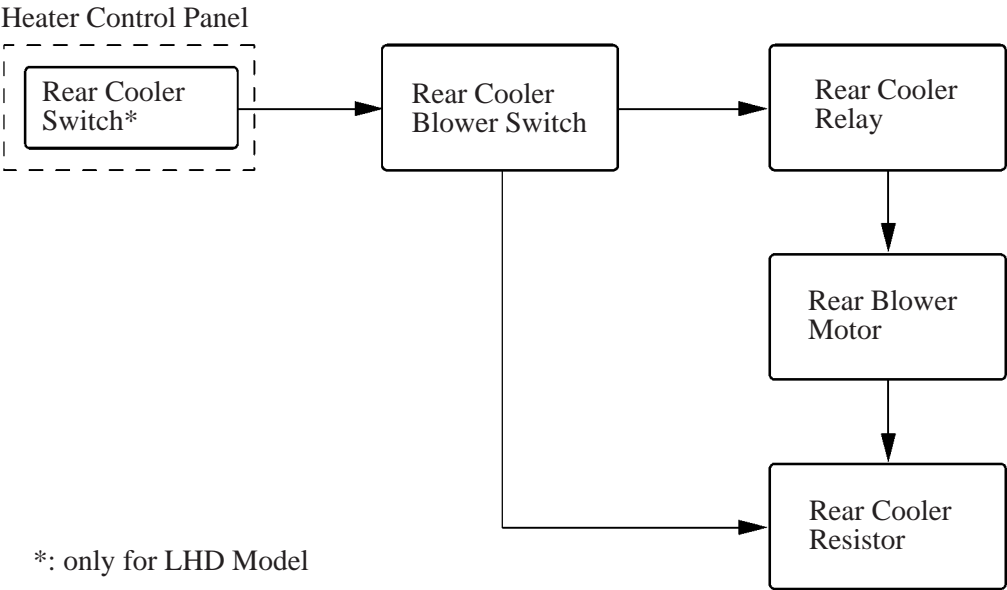 Heater Control Panel
Rear Cooler
Switch*
Rear Cooler
Blower Switch
Rear Cooler
Relay
Rear Blower
Motor
Rear Cooler
Resistor
*: only for LHD Model